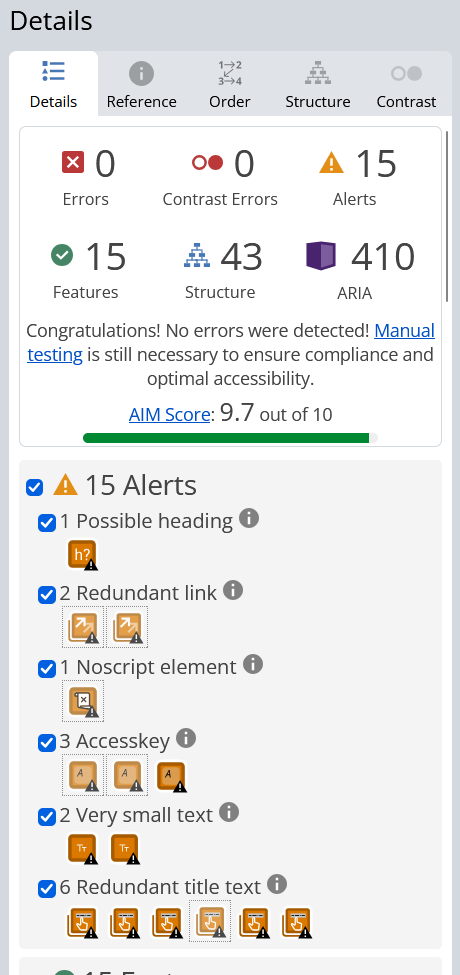 Details
Details Reference Order Structure Contrast
0 0 15
Errors Contrast Errors Alerts
15 43 410
Features Structure ARIA
Congratulations! No errors were detected! Manual
testing is still necessary to ensure compliance and
optimal accessibility.
AIM Score: 9.7 out of 10
15 Alerts
1 Possible heading
h?
2 Redundant link
1 Noscript element
3 Accesskey
A A A
2 Very small text
TT TT
6 Redundant title text